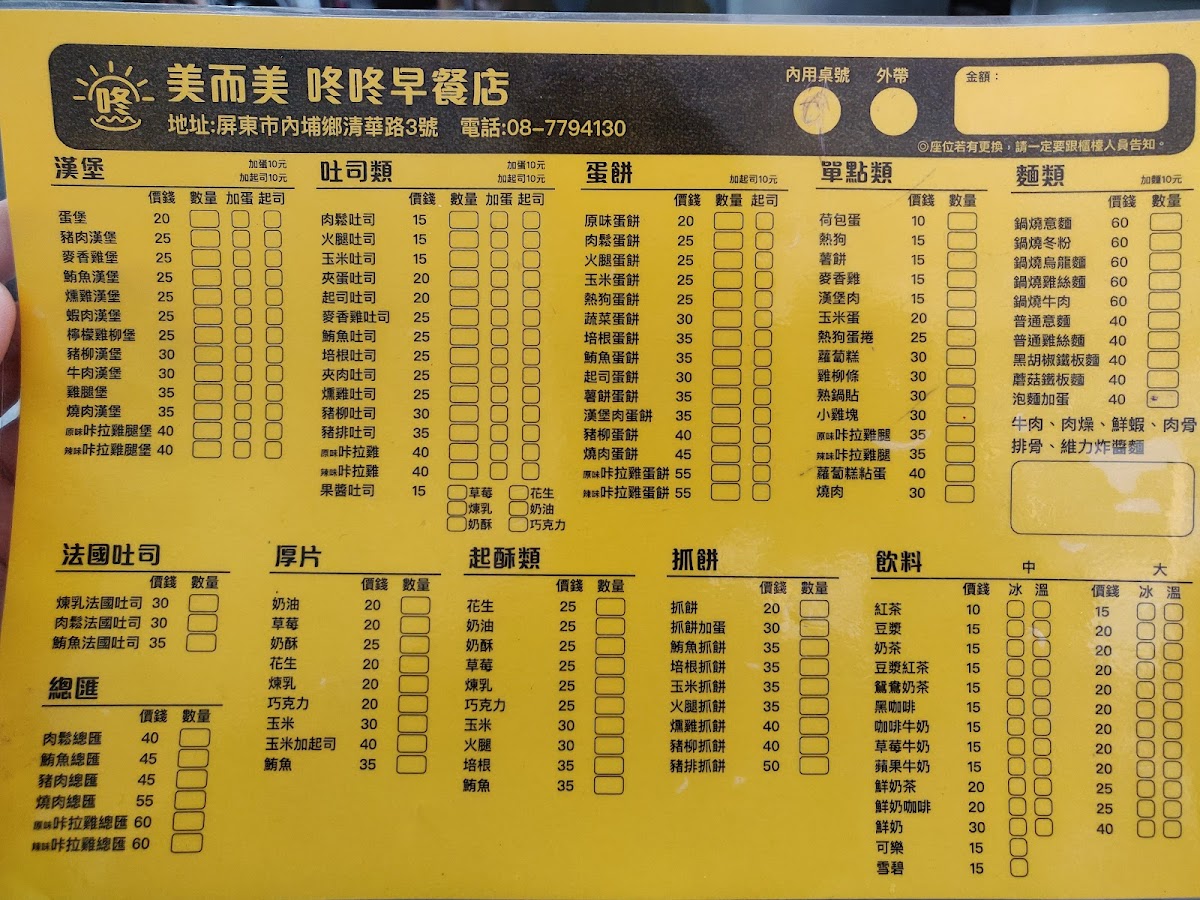 咚
美而美 咚咚早餐店
地址:屏東市內埔鄉清華路3號 電話:08-7794130
內用桌號 外帶 金額：
◎座位若有更換，請一定要跟櫃檯人員告知。
漢堡 加蛋10元
加起司10元
價錢 數量 加蛋 起司
蛋堡 20
豬肉漢堡 25
麥香雞堡 25
鮪魚漢堡 25
燻雞漢堡 25
蝦肉漢堡 25
檸檬雞柳堡 25
豬柳漢堡 30
牛肉漢堡 30
雞腿堡 35
燒肉漢堡 35
原味咔拉雞腿堡 40
辣味咔拉雞腿堡 40
吐司類 加蛋10元
加起司10元
價錢 數量 加蛋 起司
肉鬆吐司 15
火腿吐司 15
玉米吐司 15
夾蛋吐司 20
起司吐司 20
麥香雞吐司 25
鮪魚吐司 25
培根吐司 25
夾肉吐司 25
燻雞吐司 25
豬柳吐司 30
豬排吐司 30
原味咔拉雞 40
辣味咔拉雞 40
果醬吐司 15 草莓 花生
煉乳 奶油
奶酥 巧克力
蛋餅 加起司10元
價錢 數量 起司
原味蛋餅 20
肉鬆蛋餅 25
火腿蛋餅 25
玉米蛋餅 25
熱狗蛋餅 25
蔬菜蛋餅 30
培根蛋餅 35
鮪魚蛋餅 35
起司蛋餅 30
薯餅蛋餅 35
漢堡肉蛋餅 35
豬柳蛋餅 40
燒肉蛋餅 45
原味咔拉雞蛋餅 55
辣味咔拉雞蛋餅 55
單點類
價錢 數量
荷包蛋 10
熱狗 15
薯餅 15
麥香雞 15
漢堡肉 15
玉米蛋 20
熱狗蛋捲 25
蘿蔔糕 30
雞柳條 30
熟鍋貼 30
小雞塊 30
原味咔拉雞腿 35
辣味咔拉雞腿 35
蘿蔔糕粘蛋 40
燒肉 30
麵類 加麵10元
價錢 數量
鍋燒意麵 60
鍋燒冬粉 60
鍋燒烏龍麵 60
鍋燒雞絲麵 60
鍋燒牛肉 60
普通意麵 40
普通雞絲麵 40
黑胡椒鐵板麵 40
蘑菇鐵板麵 40
泡麵加蛋 40
牛肉、肉燥、鮮蝦、肉骨
排骨、維力炸醬麵
法國吐司
價錢 數量
煉乳法國吐司 30
肉鬆法國吐司 30
鮪魚法國吐司 35
總匯
價錢 數量
肉鬆總匯 40
鮪魚總匯 45
豬肉總匯 45
燒肉總匯 55
原味咔拉雞總匯 60
辣味咔拉雞總匯 60
厚片
價錢 數量
奶油 20
草莓 20
奶酥 25
花生 20
煉乳 20
巧克力 20
玉米 30
玉米加起司 40
鮪魚 35
起酥類
價錢 數量
花生 25
奶油 25
奶酥 25
草莓 25
煉乳 25
巧克力 25
玉米 30
火腿 30
培根 35
鮪魚 35
抓餅
價錢 數量
抓餅 20
抓餅加蛋 30
鮪魚抓餅 35
培根抓餅 35
玉米抓餅 35
火腿抓餅 35
燻雞抓餅 40
豬柳抓餅 40
豬排抓餅 50
飲料 中 大
價錢 冰 溫 價錢 冰 溫
紅茶 10 15
豆漿 15 20
奶茶 15 20
豆漿紅茶 15 20
鴛鴦奶茶 15 20
黑咖啡 15 20
咖啡牛奶 15 20
草莓牛奶 15 20
蘋果牛奶 15 20
鮮奶茶 20 25
鮮奶咖啡 20 25
鮮奶 30 40
可樂 15
雪碧 15